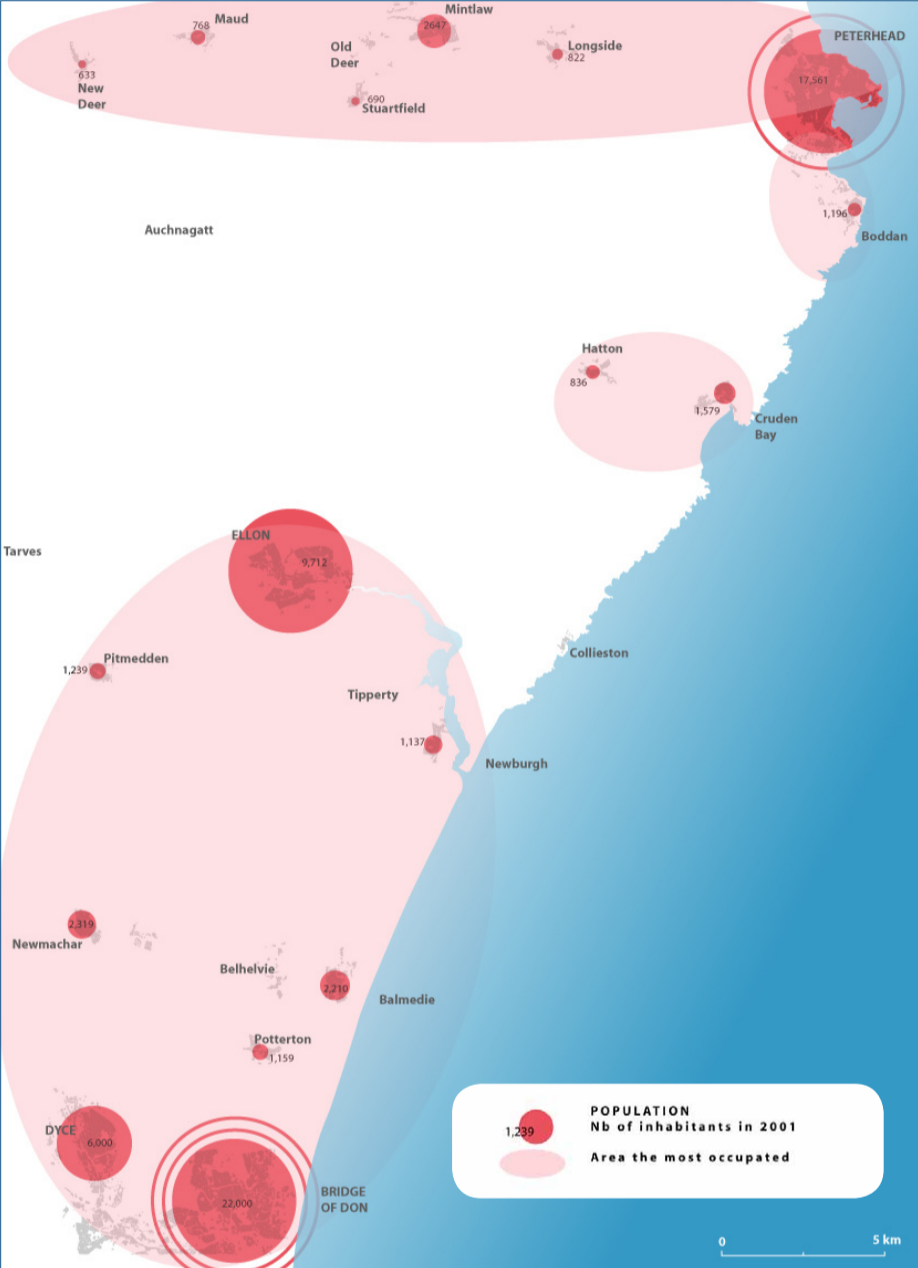 Mintlaw
Maud
768
2647
PETERHEAD
Old
Deer
Longside
822
633
New
Deer
17,561
690
Stuartfield
1,196
Boddan
Auchnagatt
Hatton
836
1,579
Cruden
Bay
ELLON
9,712
Tarves
Collieston
Pitmedden
1,239
Tipperty
1,137
Newburgh
2,319
Newmachar
Belhelvie
2,210
Balmedie
Potterton
1,159
DYCE
6,000
BRIDGE
OF DON
22,000
1,239
POPULATION
Nb of inhabitants in 2001
Area the most occupied
0
5 km